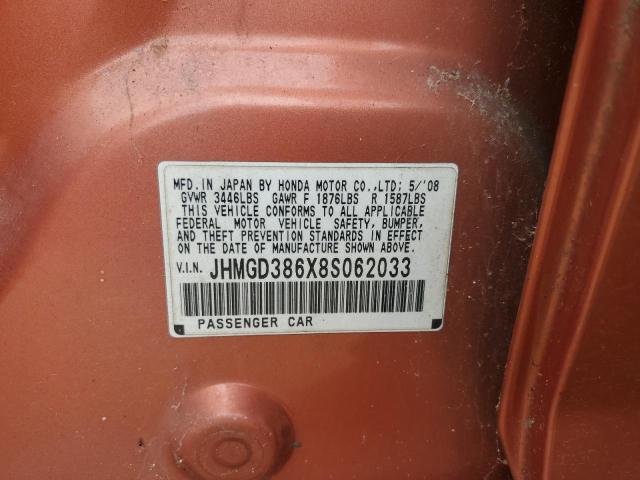 MFD. IN JAPAN BY HONDA MOTOR CO.,LTD; 5/'08
GVWR 3446LBS GAWR F 1876LBS R 1587LBS
THIS VEHICLE CONFORMS TO ALL APPLICABLE
FEDERAL MOTOR VEHICLE SAFETY, BUMPER,
AND THEFT PREVENTION STANDARDS IN EFFECT
ON THE DATE OF MANUFACTURE SHOWN ABOVE.
V.I.N. JHMGD386X8S062033
PASSENGER CAR